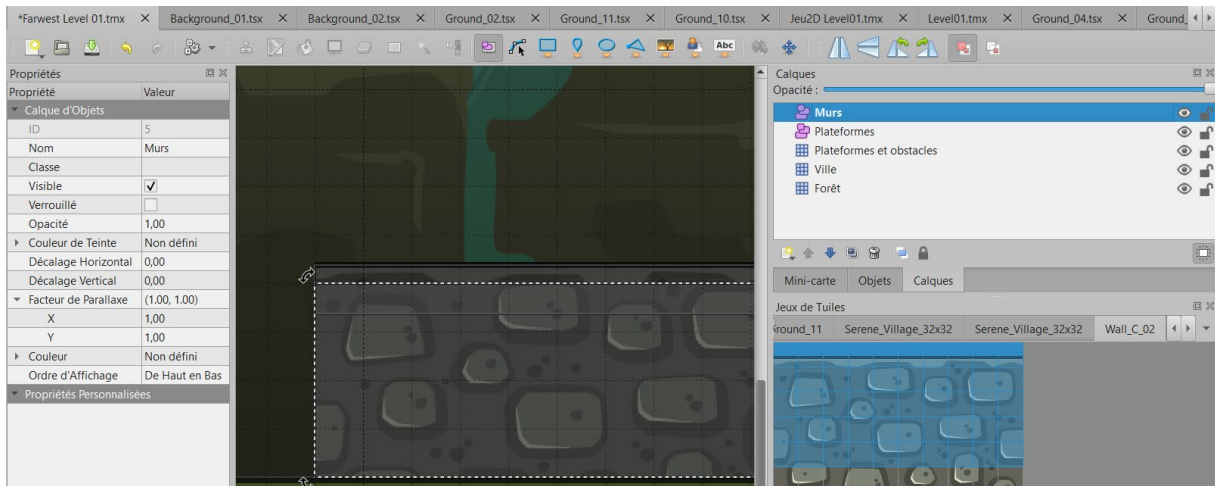 *Farwest Level 01.tmx Background_01.tsx Background_02.tsx Ground_02.tsx Ground_11.tsx Ground_10.tsx Jeu2D Level01.tmx Level01.tmx Ground_04.tsx Ground_
Abc
Propriétés
Propriété Valeur
Calque d'Objets
ID 5
Nom Murs
Classe
Visible
Verrouillé
Opacité 1,00
Couleur de Teinte Non défini
Décalage Horizontal 0,00
Décalage Vertical 0,00
Facteur de Parallaxe (1.00, 1.00)
X 1,00
Y 1,00
Couleur Non défini
Ordre d'Affichage De Haut en Bas
Propriétés Personnalisées
Calques
Opacité :
Murs
Plateformes
Plateformes et obstacles
Ville
Forêt
Mini-carte Objets Calques
Jeux de Tuiles
round_11 Serene_Village_32x32 Serene_Village_32x32 Wall_C_02